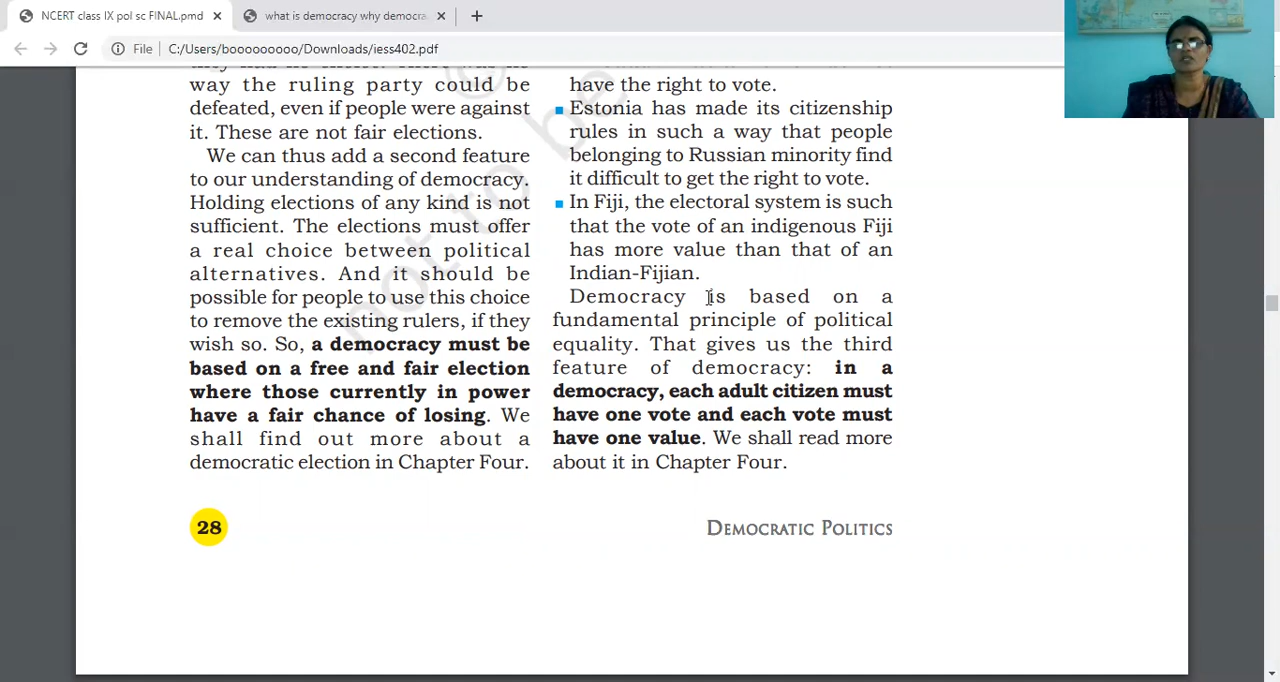 NCERT class IX pol sc FINAL.pmd
what is democracy why democra
File
C:/Users/booooooooo/Downloads/iess402.pdf
way the ruling party could be
defeated, even if people were against
it. These are not fair elections.
We can thus add a second feature
to our understanding of democracy.
Holding elections of any kind is not
sufficient. The elections must offer
a real choice between political
alternatives. And it should be
possible for people to use this choice
to remove the existing rulers, if they
wish so. So, a democracy must be
based on a free and fair election
where those currently in power
have a fair chance of losing. We
shall find out more about a
democratic election in Chapter Four.
have the right to vote.
Estonia has made its citizenship
rules in such a way that people
belonging to Russian minority find
it difficult to get the right to vote.
In Fiji, the electoral system is such
that the vote of an indigenous Fiji
has more value than that of an
Indian-Fijian.
Democracy is based on a
fundamental principle of political
equality. That gives us the third
feature of democracy: in a
democracy, each adult citizen must
have one vote and each vote must
have one value. We shall read more
about it in Chapter Four.
28
DEMOCRATIC POLITICS
not to be
©